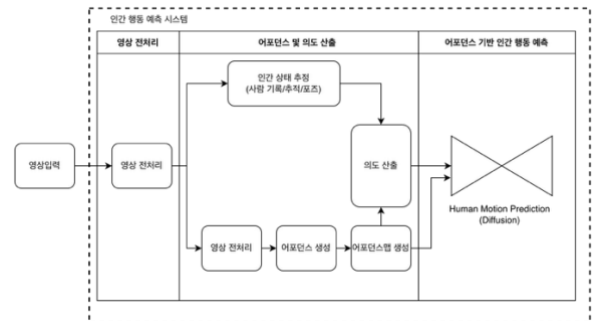 인간 행동 예측 시스템
영상 전처리
어포던스 및 의도 산출
어포던스 기반 인간 행동 예측
인간 상태 추정
(사람 기록/추적/포즈)
영상입력
영상 전처리
의도 산출
Human Motion Prediction
(Diffusion)
영상 전처리
어포던스 생성
어포던스맵 생성